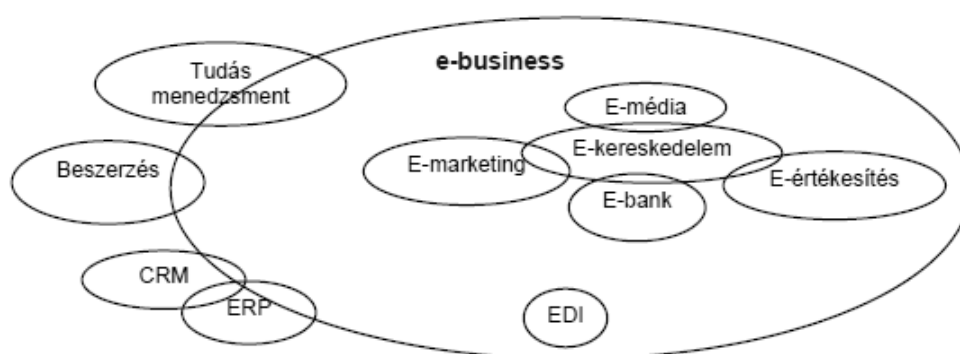 e-business
Tudás
menedzsment
E-média
E-kereskedelem
Beszerzés
E-marketing
E-értékesítés
E-bank
CRM
ERP
EDI